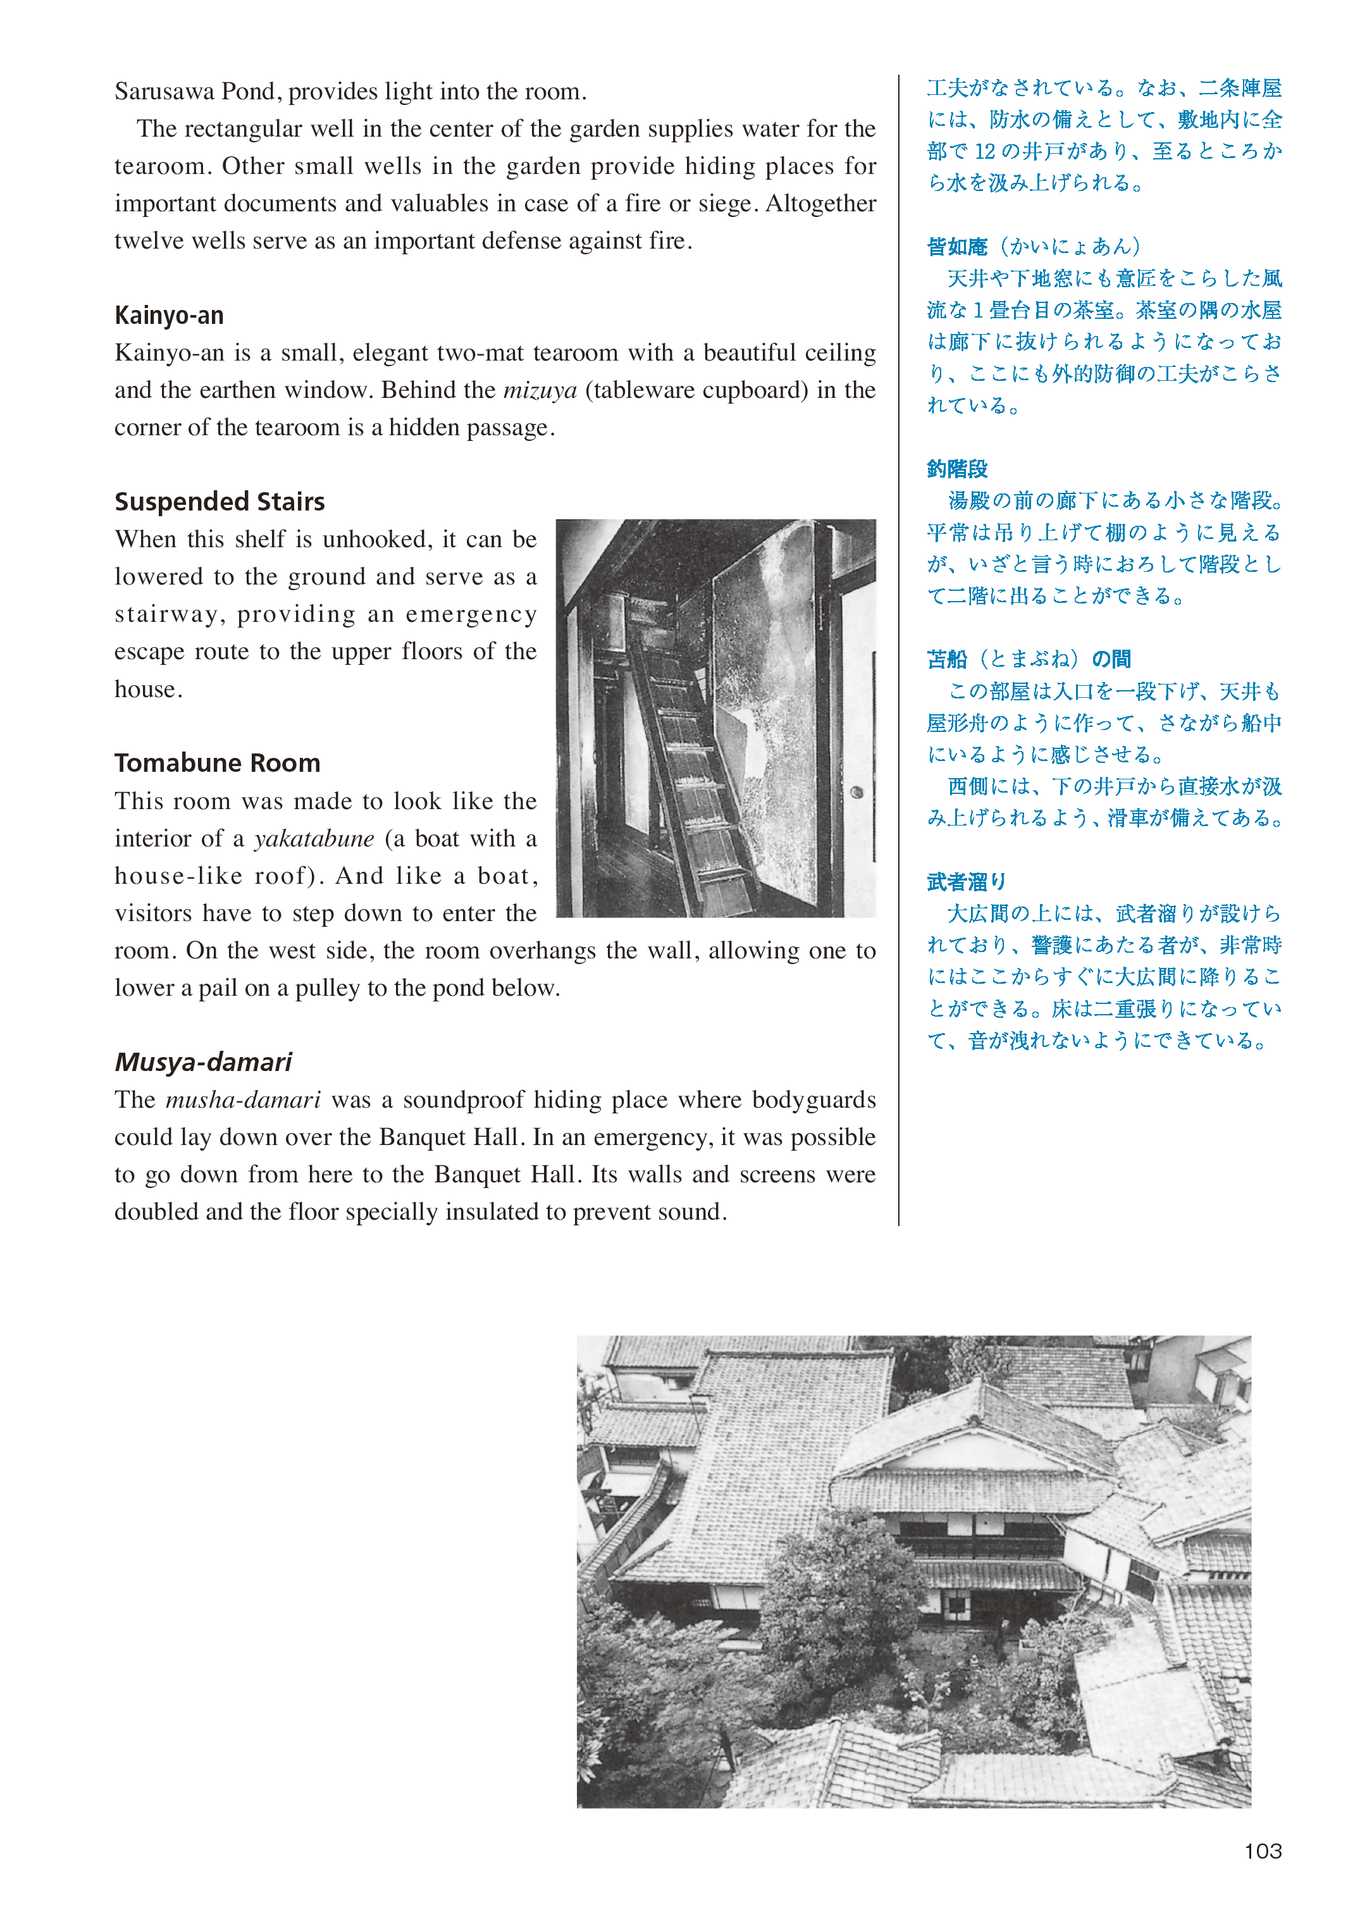 Sarusawa Pond, provides light into the room.
The rectangular well in the center of the garden supplies water for the
tearoom. Other small wells in the garden provide hiding places for
important documents and valuables in case of a fire or siege. Altogether
twelve wells serve as an important defense against fire.
Kainyo-an
Kainyo-an is a small, elegant two-mat tearoom with a beautiful ceiling
and the earthen window. Behind the mizuya (tableware cupboard) in the
corner of the tearoom is a hidden passage.
Suspended Stairs
When this shelf is unhooked, it can be
lowered to the ground and serve as a
stairway, providing an emergency
escape route to the upper floors of the
house.
Tomabune Room
This room was made to look like the
interior of a yakatabune (a boat with a
house-like roof). And like a boat,
visitors have to step down to enter the
room. On the west side, the room overhangs the wall, allowing one to
lower a pail on a pulley to the pond below.
Musya-damari
The musha-damari was a soundproof hiding place where bodyguards
could lay down over the Banquet Hall. In an emergency, it was possible
to go down from here to the Banquet Hall. Its walls and screens were
doubled and the floor specially insulated to prevent sound.
工夫がなされている。なお、二条陣屋
には、防水の備えとして、敷地内に全
部で 12 の井戸があり、至るところか
ら水を汲み上げられる。
皆如庵（かいにょあん）
天井や下地窓にも意匠をこらした風
流な１畳台目の茶室。茶室の隅の水屋
は廊下に抜けられるようになってお
り、ここにも外的防御の工夫がこらさ
れている。
釣階段
湯殿の前の廊下にある小さな階段。
平常は吊り上げて棚のように見える
が、いざと言う時におろして階段とし
て二階に出ることができる。
苫船（とまぶね）の間
この部屋は入口を一段下げ、天井も
屋形舟のように作って、さながら船中
にいるように感じさせる。
西側には、下の井戸から直接水が汲
み上げられるよう、滑車が備えてある。
武者溜り
大広間の上には、武者溜りが設けら
れており、警護にあたる者が、非常時
にはここからすぐに大広間に降りるこ
とができる。床は二重張りになってい
て、音が洩れないようにできている。
103